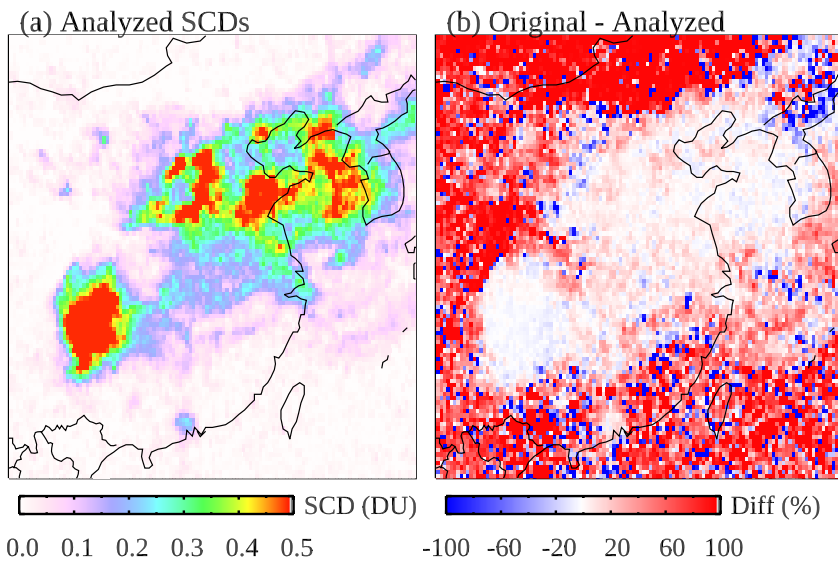 (a) Analyzed SCDs
(b) Original - Analyzed
SCD (DU)
0.0 0.1 0.2 0.3 0.4 0.5
Diff (%)
-100 -60 -20 20 60 100